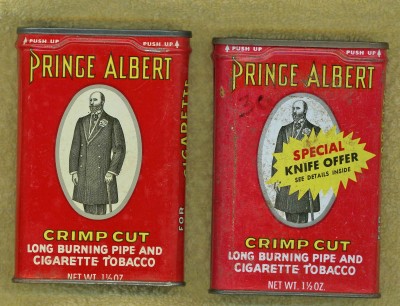 PUSH UP PUSH UP
PRINCE ALBERT
FOR CIGARETTE
CRIMP CUT
LONG BURNING PIPE AND
CIGARETTE TOBACCO
NET WT. 1½ OZ.
PUSH UP PUSH UP
PRINCE ALBERT
SPECIAL
KNIFE OFFER
SEE DETAILS INSIDE
CRIMP CUT
LONG BURNING PIPE AND
CIGARETTE TOBACCO
NET WT. 1½ OZ.